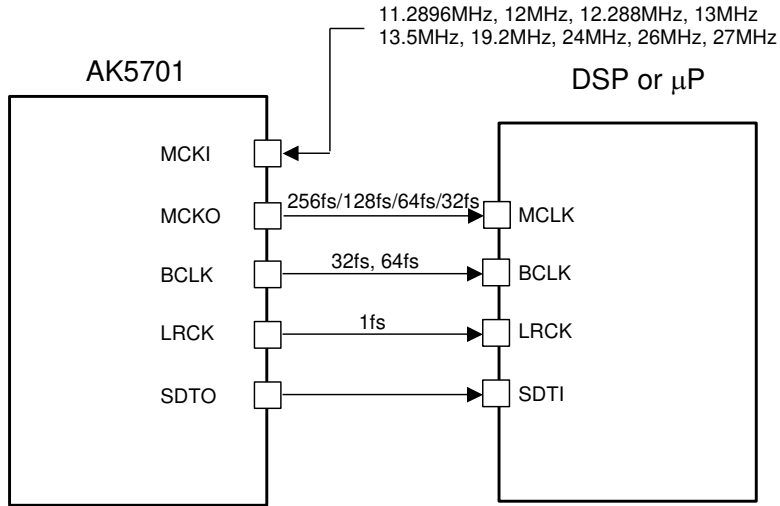 11.2896MHz, 12MHz, 12.288MHz, 13MHz
13.5MHz, 19.2MHz, 24MHz, 26MHz, 27MHz
AK5701
DSP or μP
MCKI
MCKO
256fs/128fs/64fs/32fs
MCLK
BCLK
32fs, 64fs
BCLK
LRCK
1fs
LRCK
SDTO
SDTI